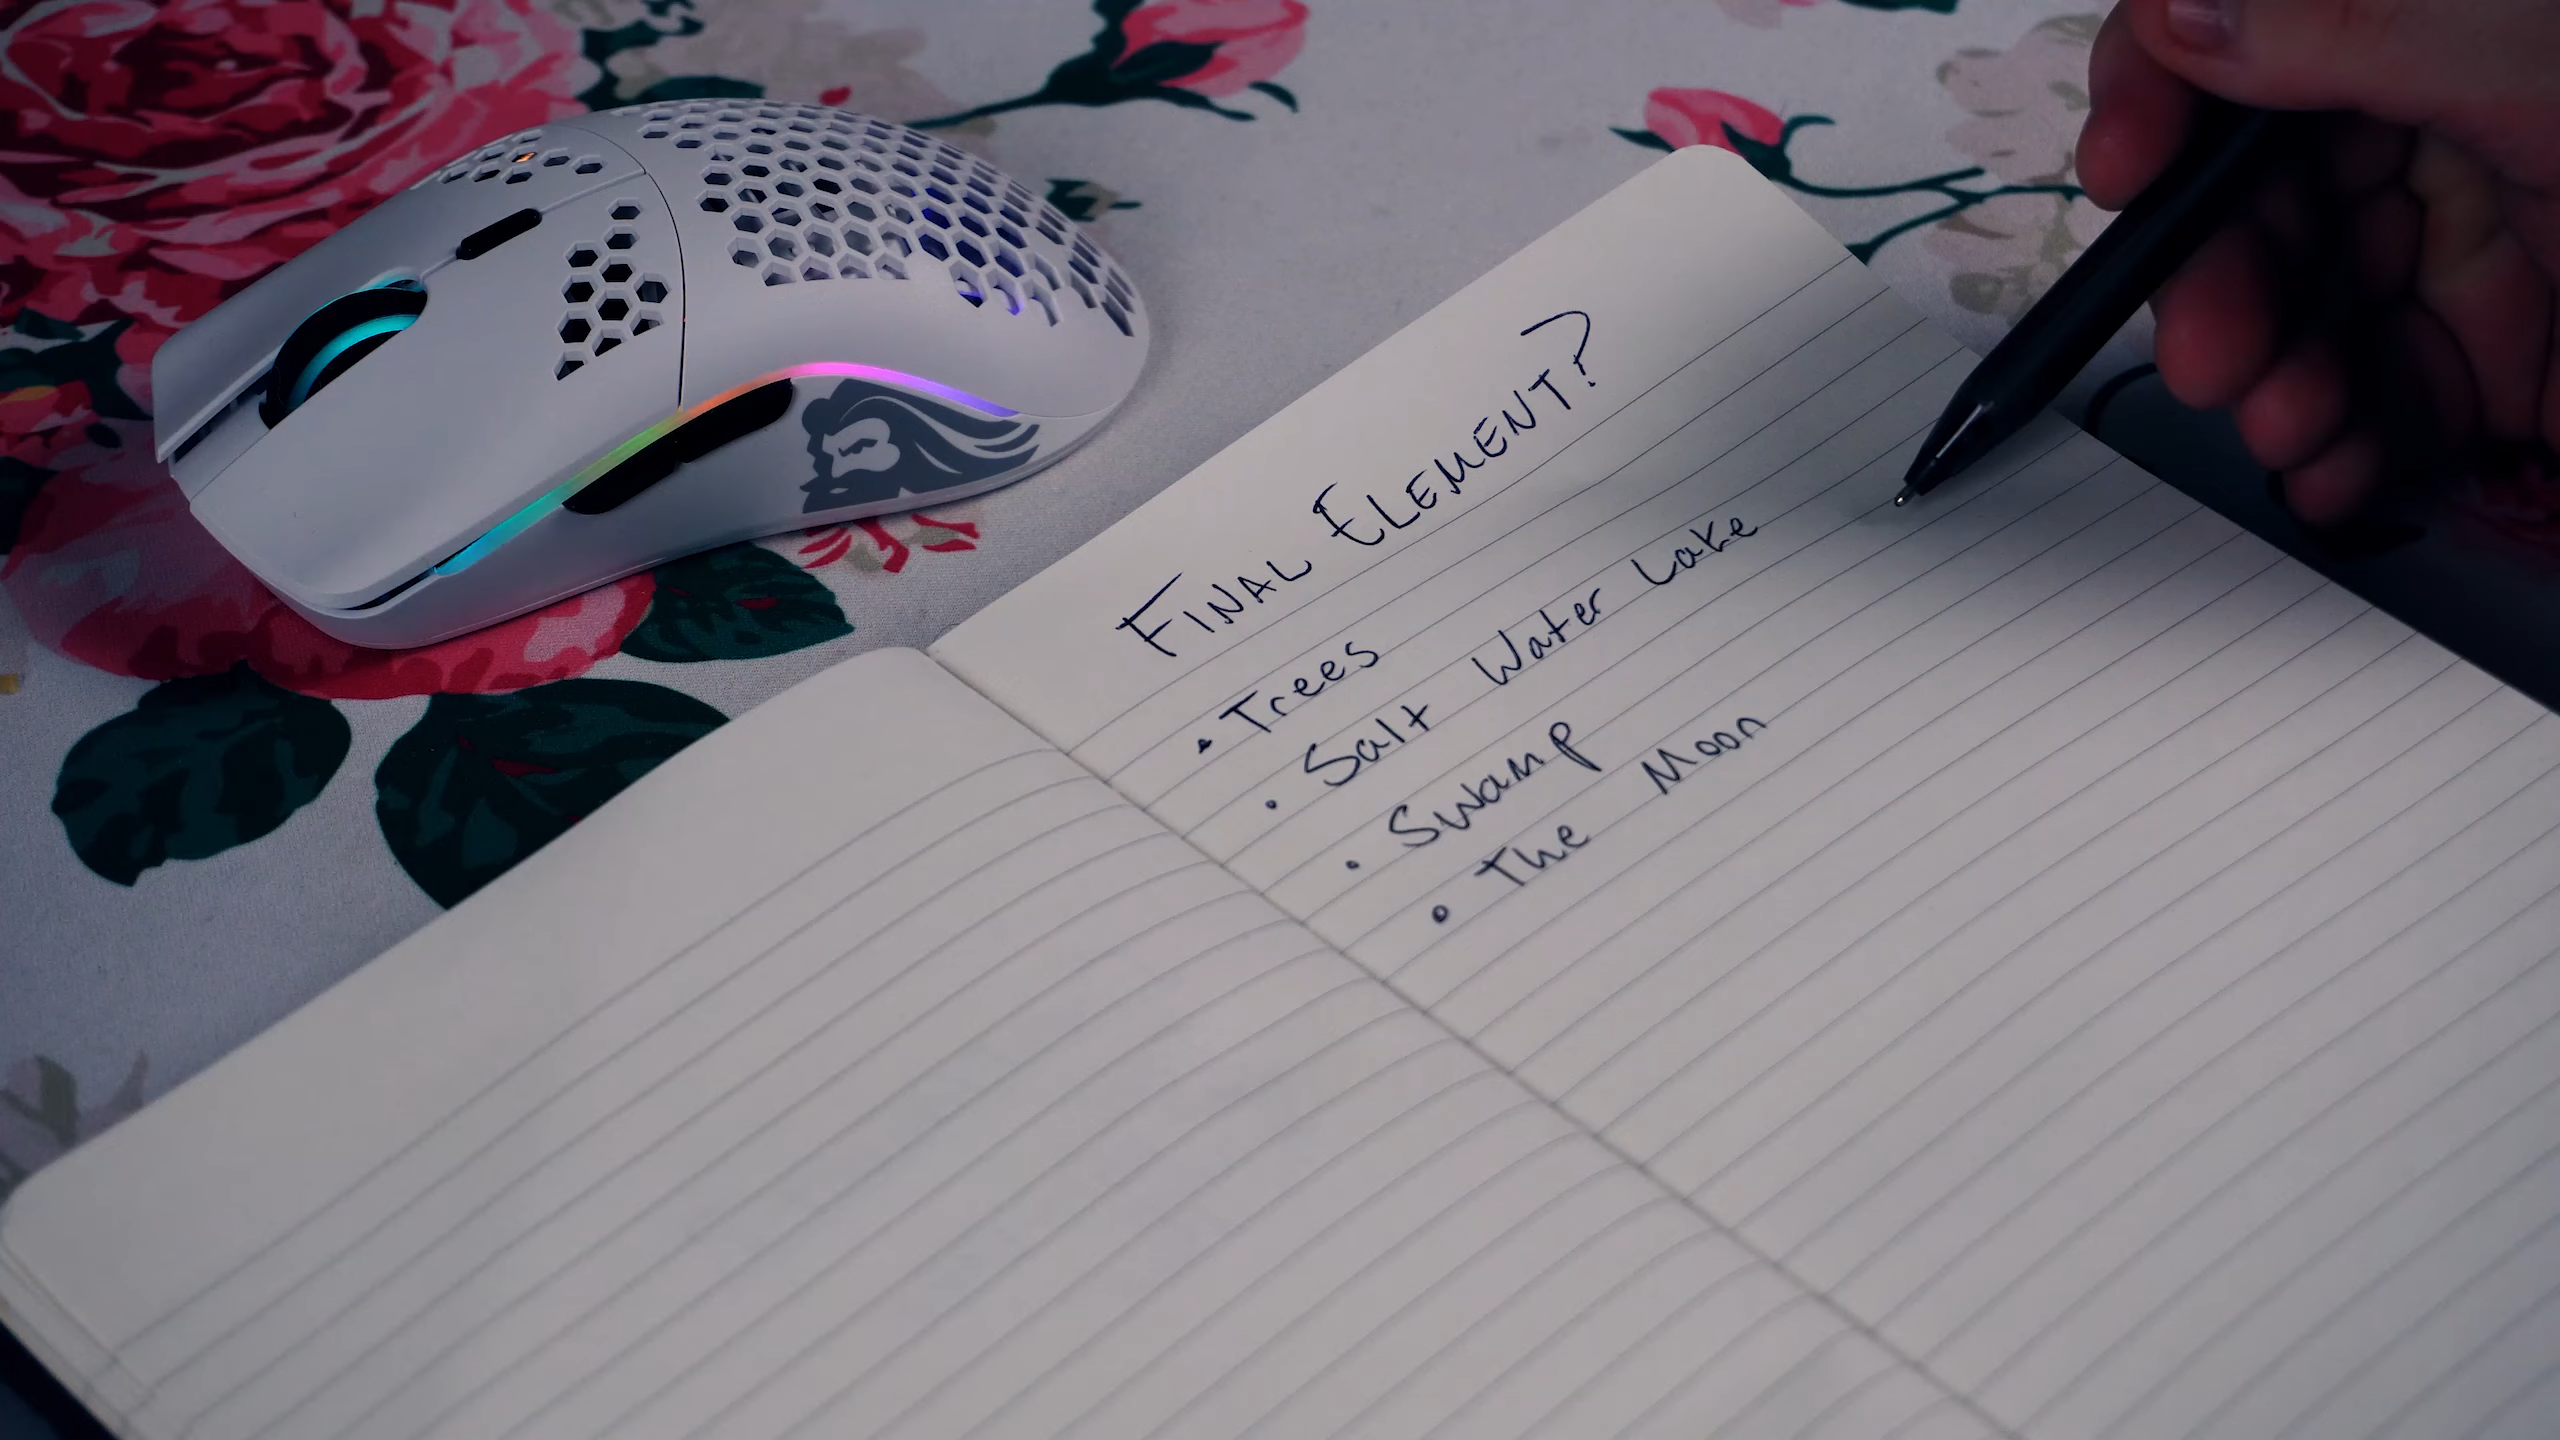 FINAL ELEMENT?
• Trees
• Salt Water Lake
• Swamp
• The Moon